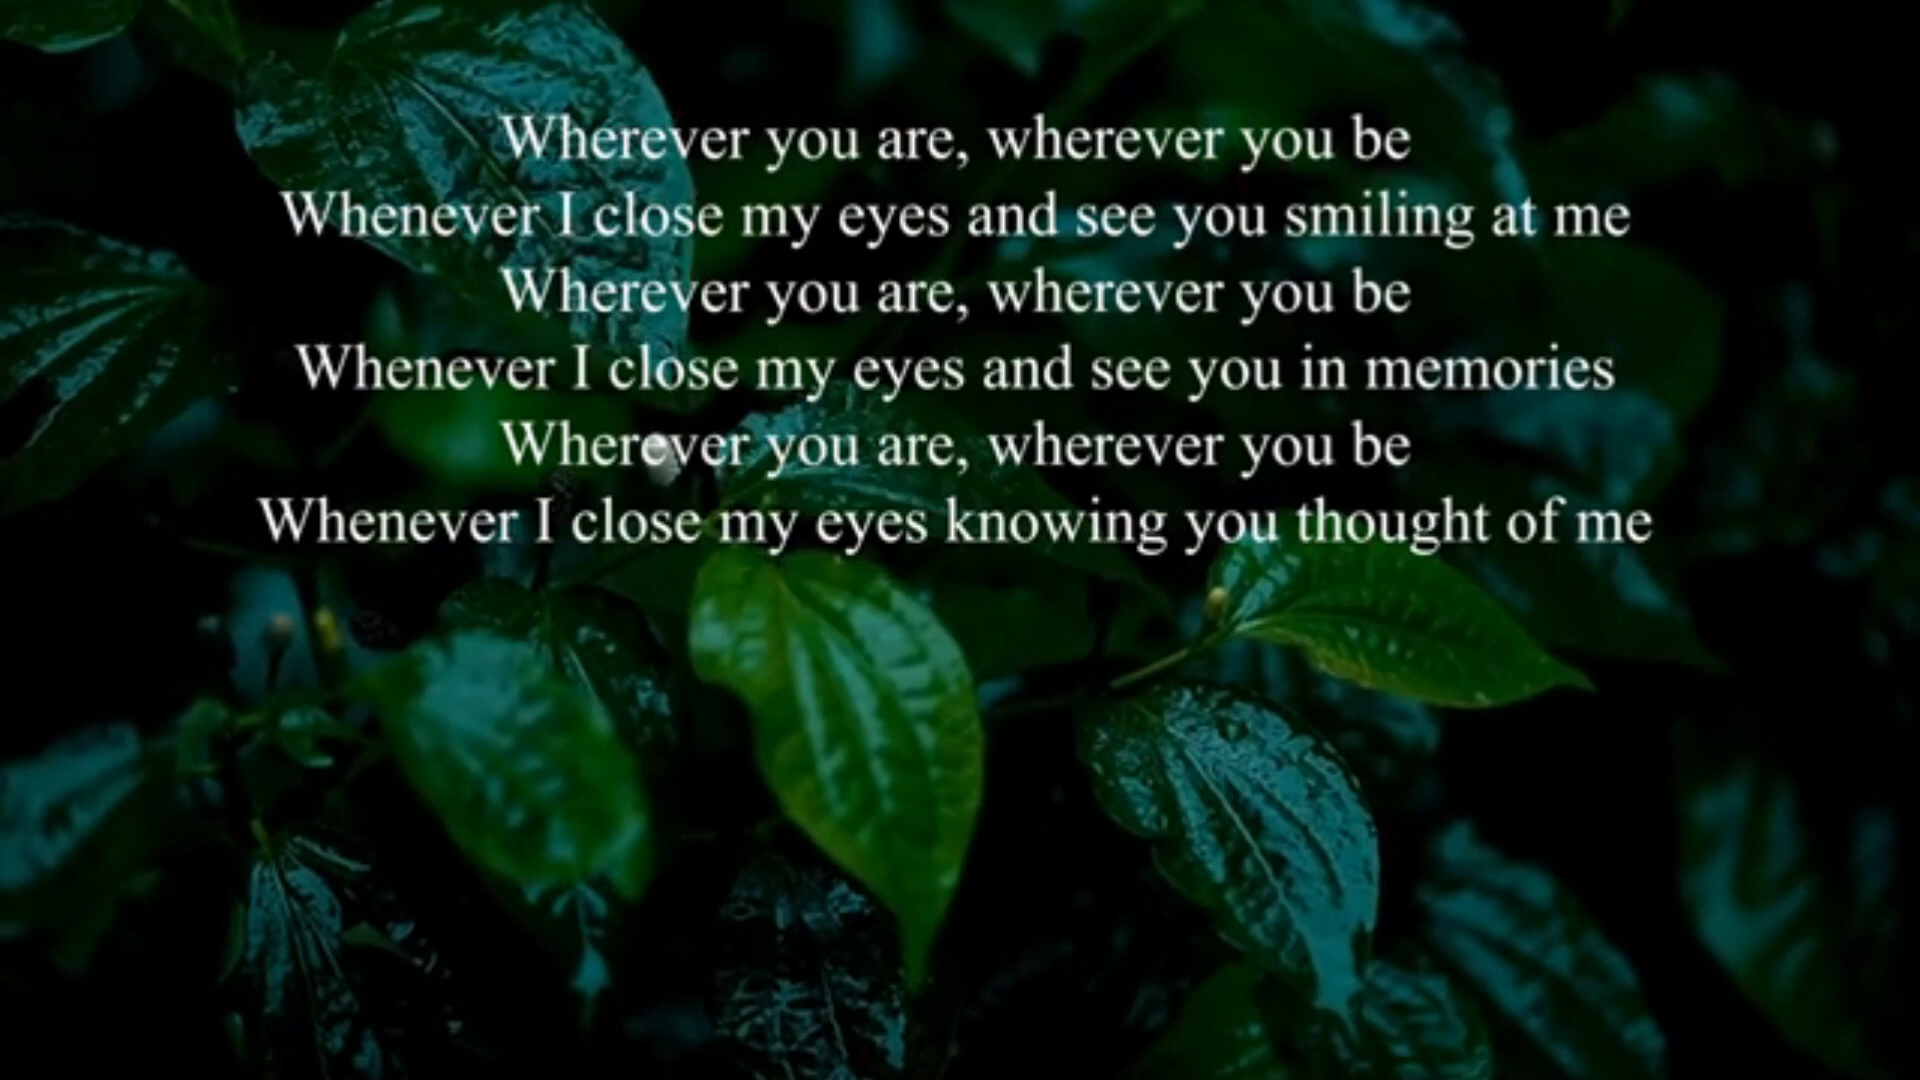 Wherever you are, wherever you be
Whenever I close my eyes and see you smiling at me
Wherever you are, wherever you be
Whenever I close my eyes and see you in memories
Wherever you are, wherever you be
Whenever I close my eyes knowing you thought of me